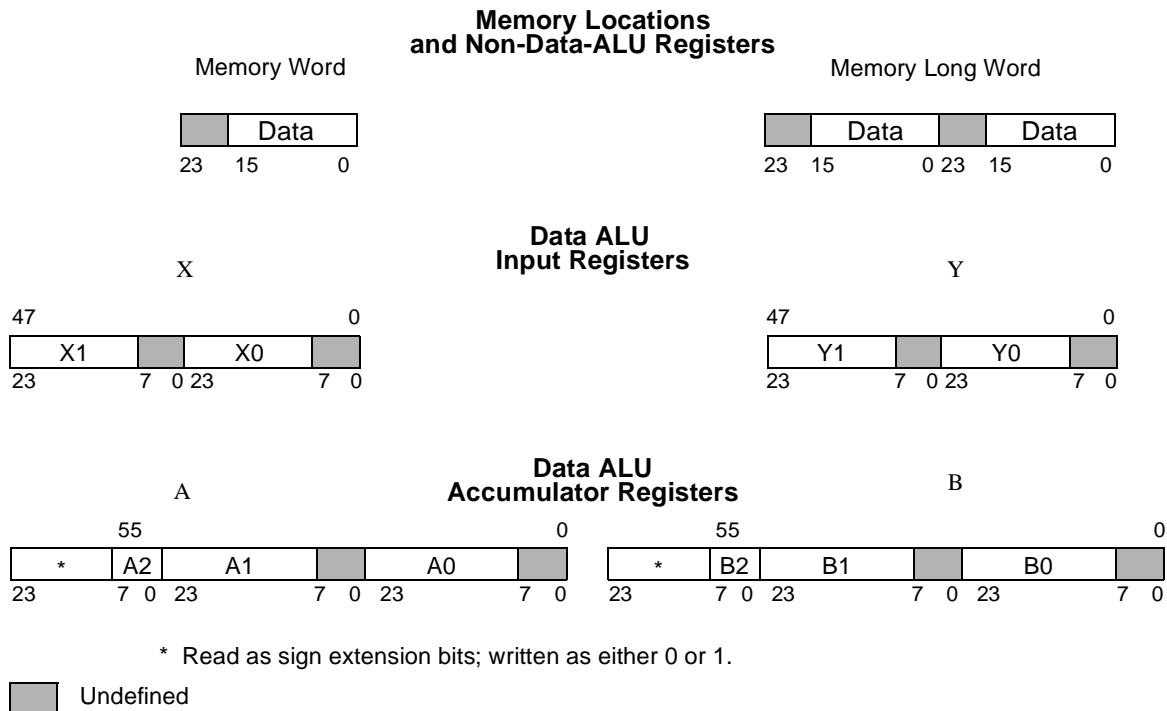 Memory Locations
and Non-Data-ALU Registers
Memory Word
Memory Long Word
Data
Data
Data
23 15 0
23 15 0 23 15 0
Data ALU
Input Registers
X
Y
47 0
47 0
X1 X0
Y1 Y0
23 7 0 23 7 0
23 7 0 23 7 0
Data ALU
Accumulator Registers
A
B
55 0
55 0
* A2 A1 A0
* B2 B1 B0
23 7 0 23 7 0 23 7 0
23 7 0 23 7 0 23 7 0
* Read as sign extension bits; written as either 0 or 1.
Undefined